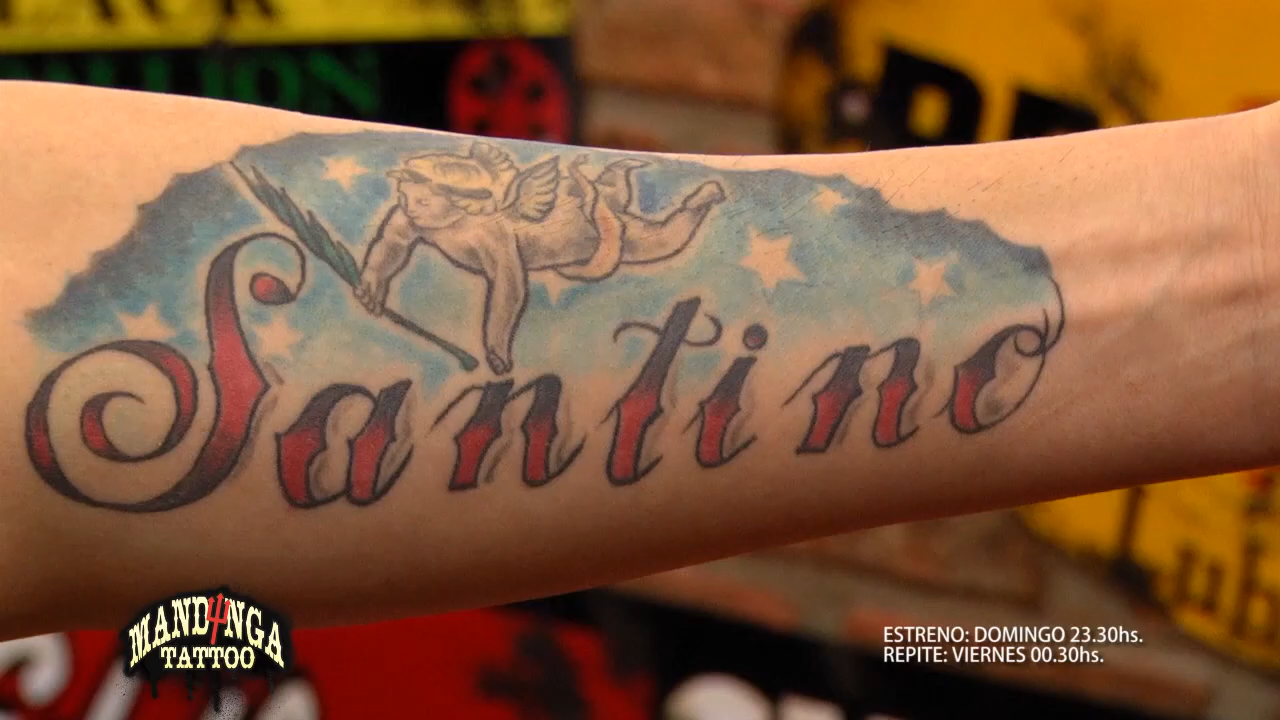 Santino
MANDINGA
TATTOO
ESTRENO: DOMINGO 23.30hs.
REPITE: VIERNES 00.30hs.